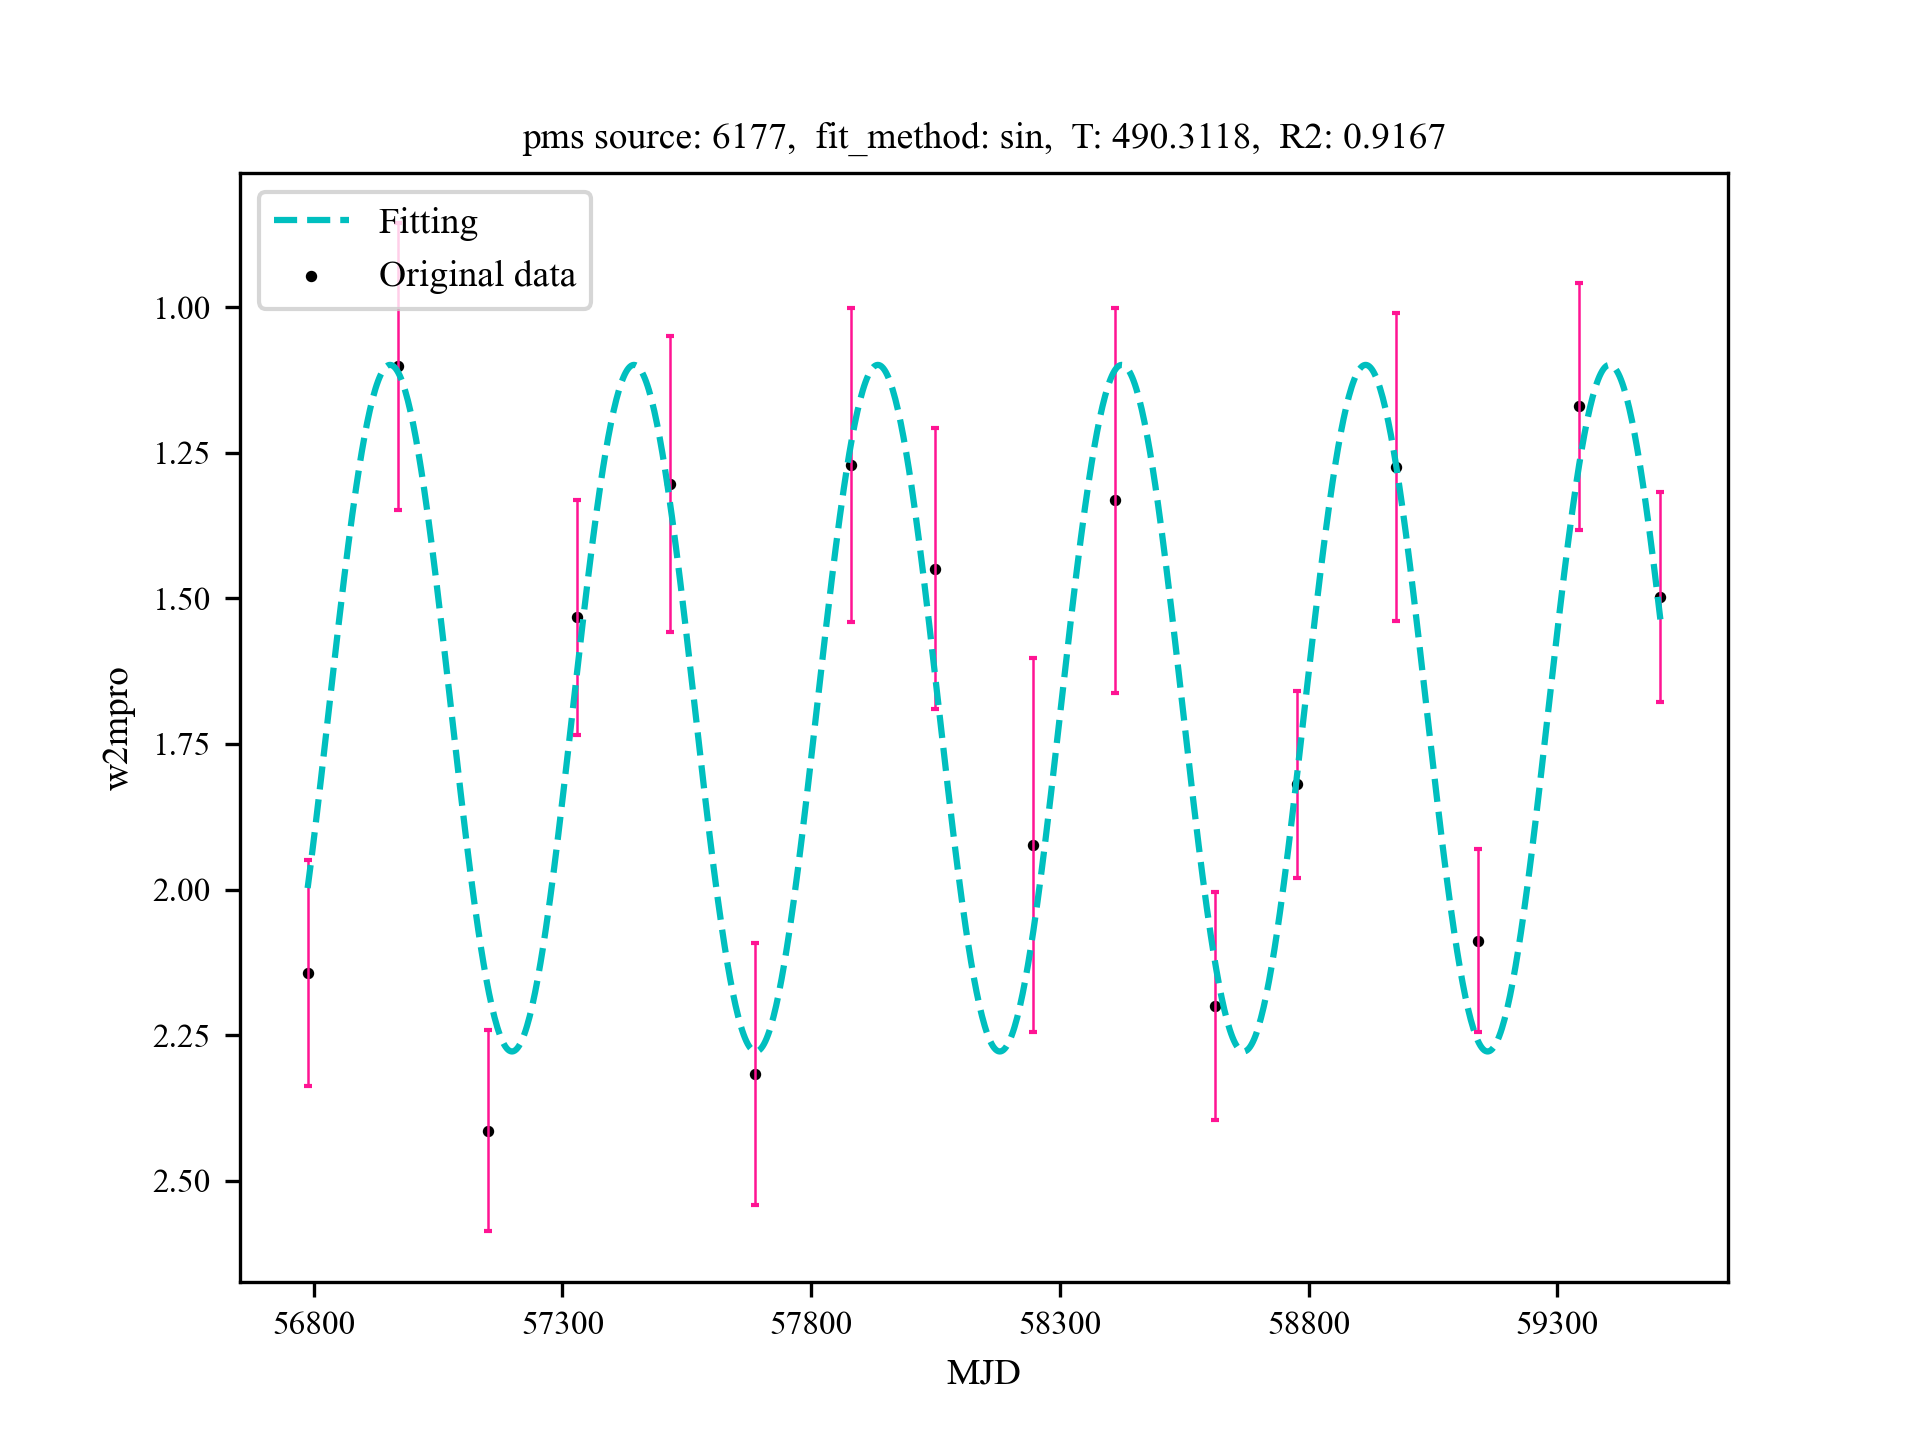 pms source: 6177, fit_method: sin, T: 490.3118, R2: 0.9167
Fitting
Original data
1.00
1.25
1.50
1.75
2.00
2.25
2.50
w2mpro
56800 57300 57800 58300 58800 59300
MJD